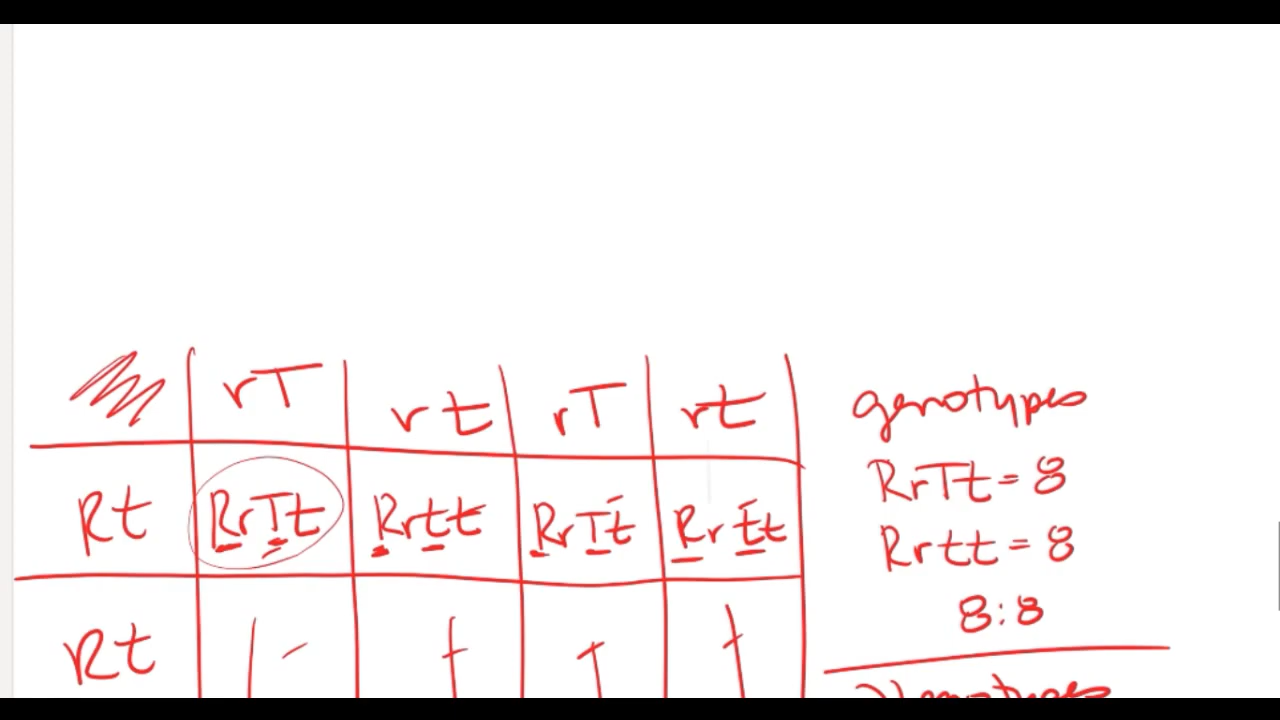 rT rt rT rt
Rt RrTt Rrtt RrTt Rrtt
Rt
genotypes
RrTt = 8
Rrtt = 8
8:8